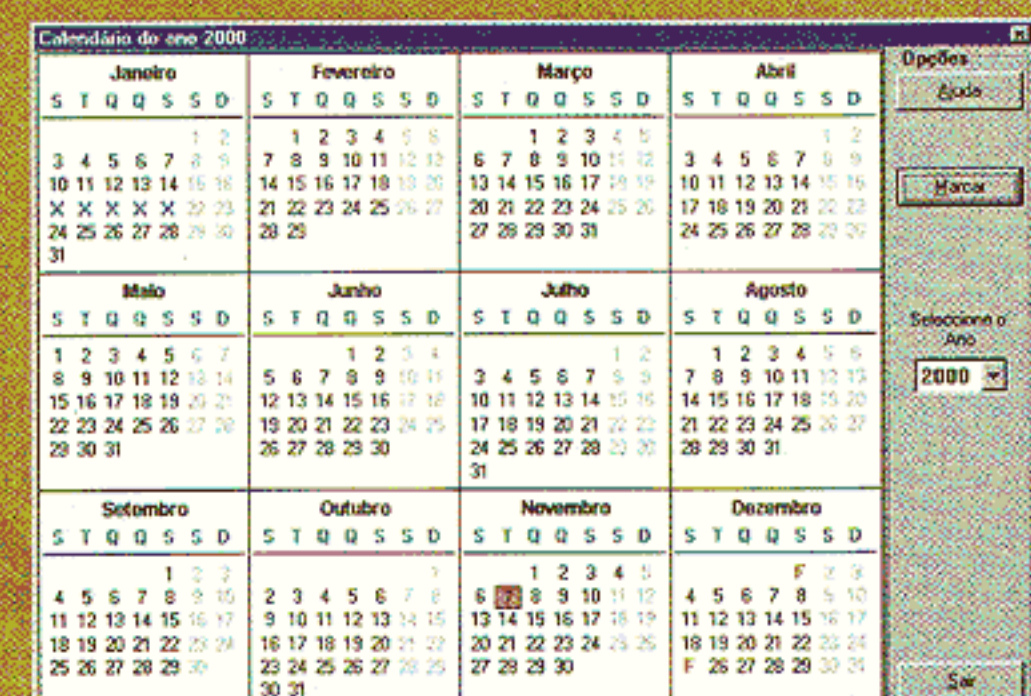 Calendário do ano 2000
Janeiro
S T Q Q S S D
1 2
3 4 5 6 7 8 9
10 11 12 13 14 15 16
X X X X X 22 23
24 25 26 27 28 29 30
31
Fevereiro
S T Q Q S S D
1 2 3 4 5 6
7 8 9 10 11 12 13
14 15 16 17 18 19 20
21 22 23 24 25 26 27
28 29
Março
S T Q Q S S D
1 2 3 4 5
6 7 8 9 10 11 12
13 14 15 16 17 18 19
20 21 22 23 24 25 26
27 28 29 30 31
Abril
S T Q Q S S D
1 2
3 4 5 6 7 8 9
10 11 12 13 14 15 16
17 18 19 20 21 22 23
24 25 26 27 28 29 30
Maio
S T Q Q S S D
1 2 3 4 5 6 7
8 9 10 11 12 13 14
15 16 17 18 19 20 21
22 23 24 25 26 27 28
29 30 31
Junho
S T Q Q S S D
1 2 3 4
5 6 7 8 9 10 11
12 13 14 15 16 17 18
19 20 21 22 23 24 25
26 27 28 29 30
Julho
S T Q Q S S D
1 2
3 4 5 6 7 8 9
10 11 12 13 14 15 16
17 18 19 20 21 22 23
24 25 26 27 28 29 30
31
Agosto
S T Q Q S S D
1 2 3 4 5 6
7 8 9 10 11 12 13
14 15 16 17 18 19 20
21 22 23 24 25 26 27
28 29 30 31
Setembro
S T Q Q S S D
1 2 3
4 5 6 7 8 9 10
11 12 13 14 15 16 17
18 19 20 21 22 23 24
25 26 27 28 29 30
Outubro
S T Q Q S S D
1
2 3 4 5 6 7 8
9 10 11 12 13 14 15
16 17 18 19 20 21 22
23 24 25 26 27 28 29
30 31
Novembro
S T Q Q S S D
1 2 3 4 5
6 7 8 9 10 11 12
13 14 15 16 17 18 19
20 21 22 23 24 25 26
27 28 29 30
Dezembro
S T Q Q S S D
F 2 3
4 5 6 7 8 9 10
11 12 13 14 15 16 17
18 19 20 21 22 23 24
F 26 27 28 29 30 31
Opções
Ajuda
Marcar
Seleccione o
Ano
2000
Sair